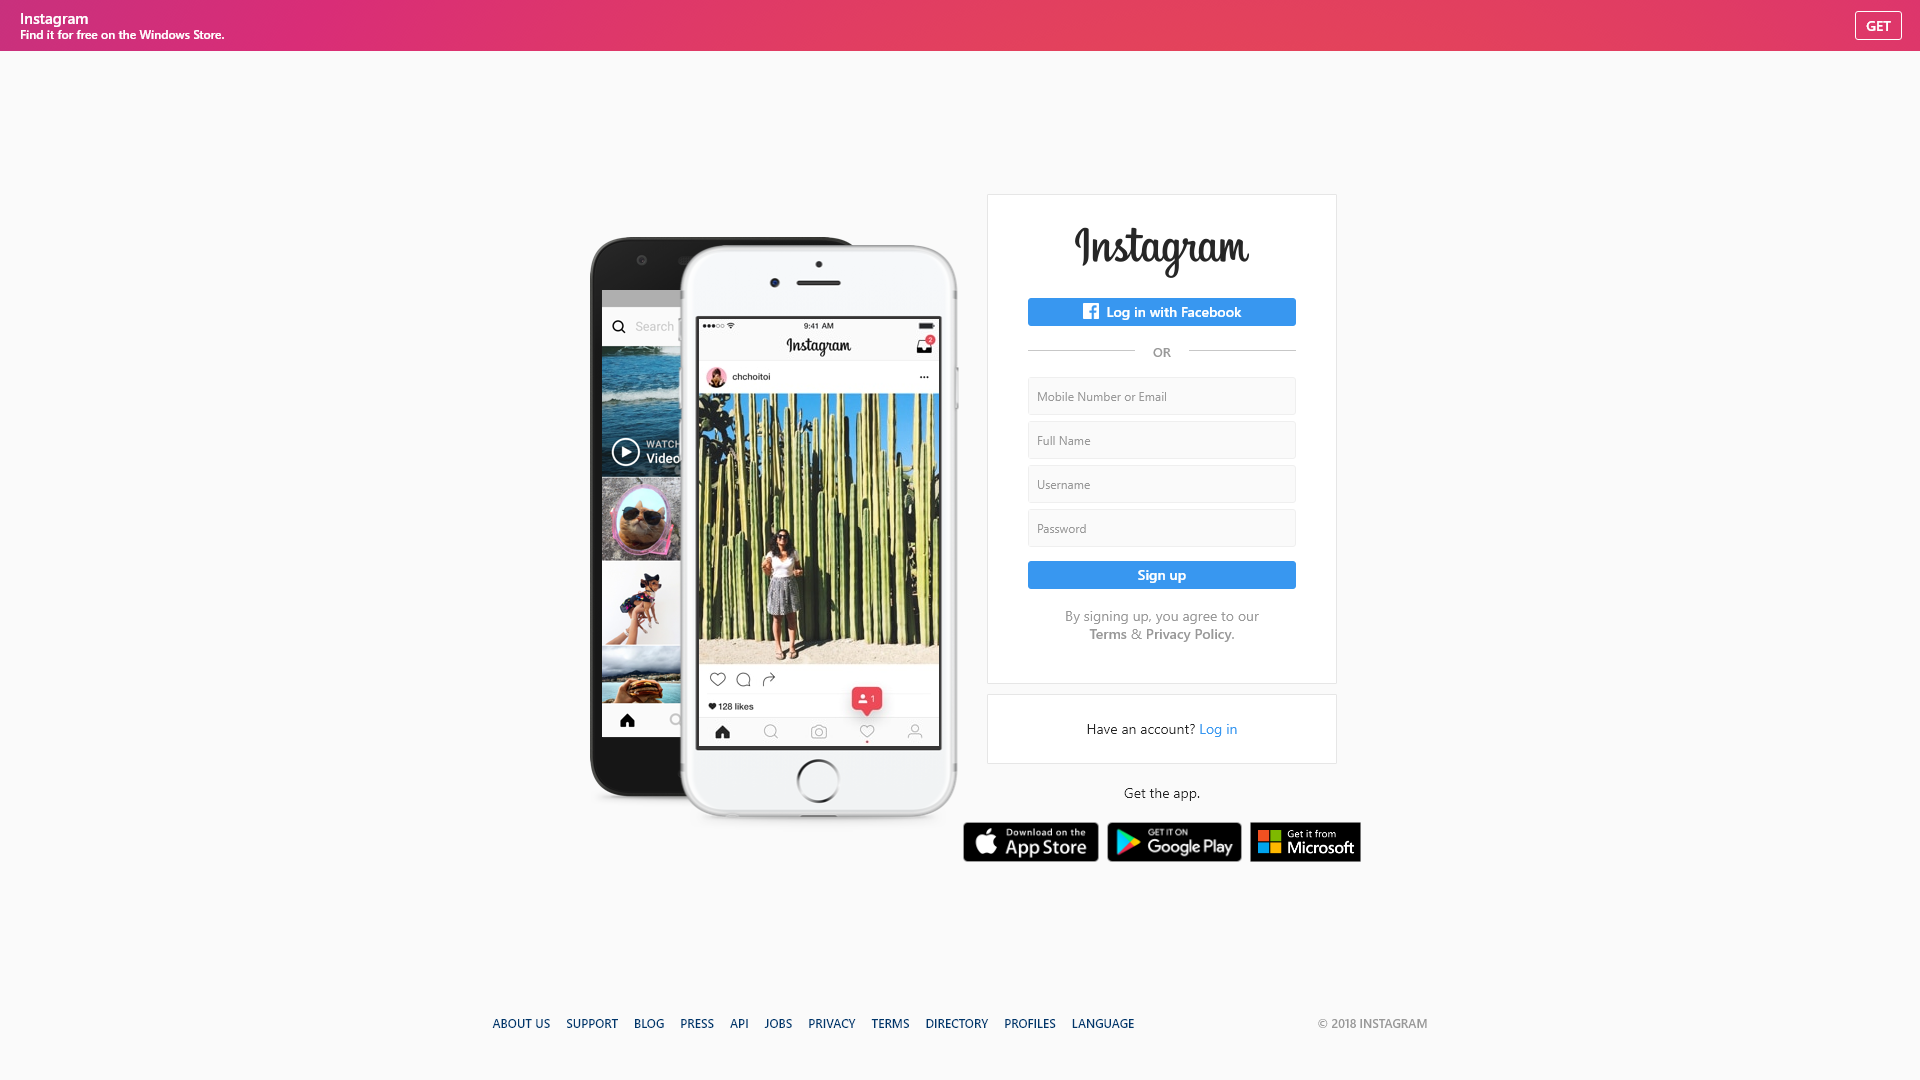 Instagram
Find it for free on the Windows Store.
GET
Search
WATCH
Video
9:41 AM
Instagram
2
chchoitoi
1
128 likes
Instagram
Log in with Facebook
OR
Mobile Number or Email
Full Name
Username
Password
Sign up
By signing up, you agree to our
Terms & Privacy Policy.
Have an account? Log in
Get the app.
Download on the
App Store
GET IT ON
Google Play
Get it from
Microsoft
ABOUT US SUPPORT BLOG PRESS API JOBS PRIVACY TERMS DIRECTORY PROFILES LANGUAGE
© 2018 INSTAGRAM